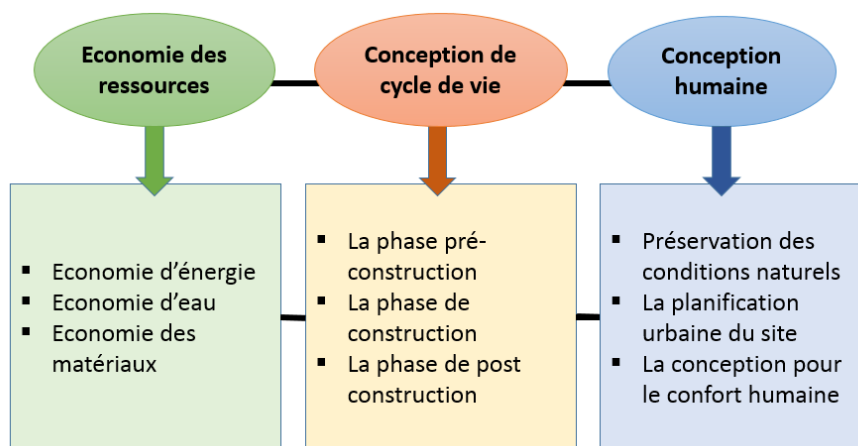 Economie des
ressources
Conception de
cycle de vie
Conception
humaine
▪ Economie d’énergie
▪ Economie d’eau
▪ Economie des
matériaux
▪ La phase pré-
construction
▪ La phase de
construction
▪ La phase de post
construction
▪ Préservation des
conditions naturels
▪ La planification
urbaine du site
▪ La conception pour
le confort humaine